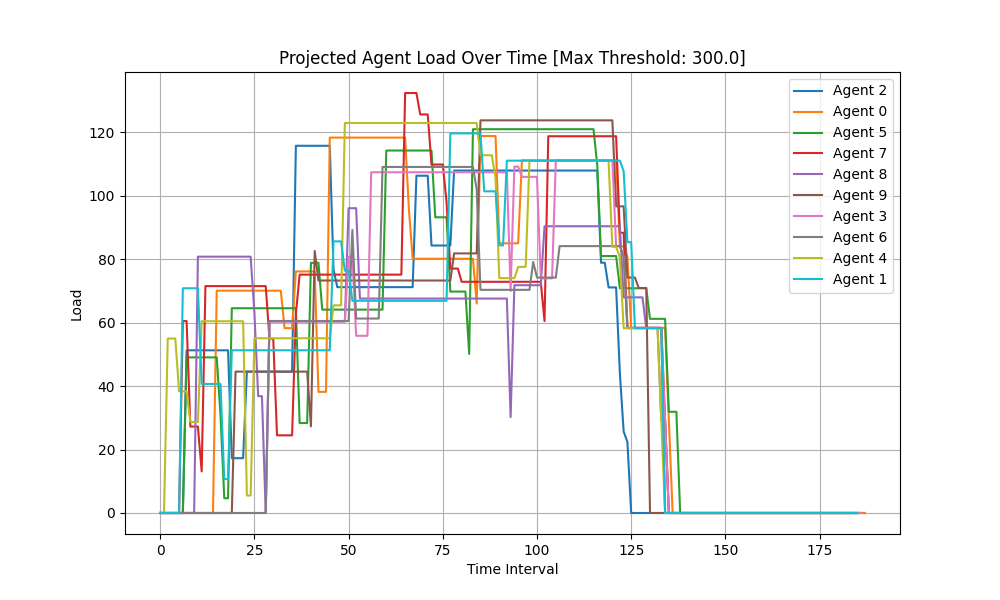 Projected Agent Load Over Time [Max Threshold: 300.0]
Load
120
100
80
60
40
20
0
0 25 50 75 100 125 150 175
Time Interval
Agent 2
Agent 0
Agent 5
Agent 7
Agent 8
Agent 9
Agent 3
Agent 6
Agent 4
Agent 1